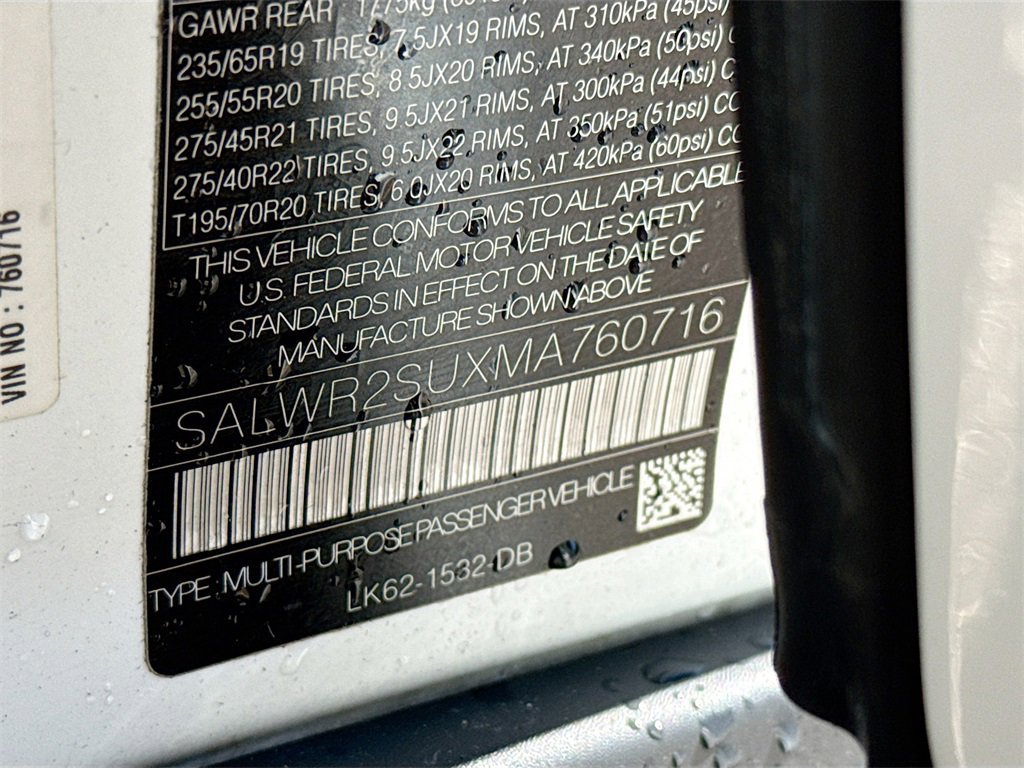 GAWR REAR
235/65R19 TIRES, 7.5JX19 RIMS, AT 310kPa (45psi)
255/55R20 TIRES, 8.5JX20 RIMS, AT 340kPa (50psi)
275/45R21 TIRES, 9.5JX21 RIMS, AT 300kPa (44psi) C
275/40R22 TIRES, 9.5JX22 RIMS, AT 350kPa (51psi) CO
T195/70R20 TIRES, 6.0JX20 RIMS, AT 420kPa (60psi) CO
THIS VEHICLE CONFORMS TO ALL APPLICABLE
U.S. FEDERAL MOTOR VEHICLE SAFETY
STANDARDS IN EFFECT ON THE DATE OF
MANUFACTURE SHOWN ABOVE
SALWR2SUXMA760716
TYPE: MULTI-PURPOSE PASSENGER VEHICLE
LK62-1532-DB
VIN NO : 760716